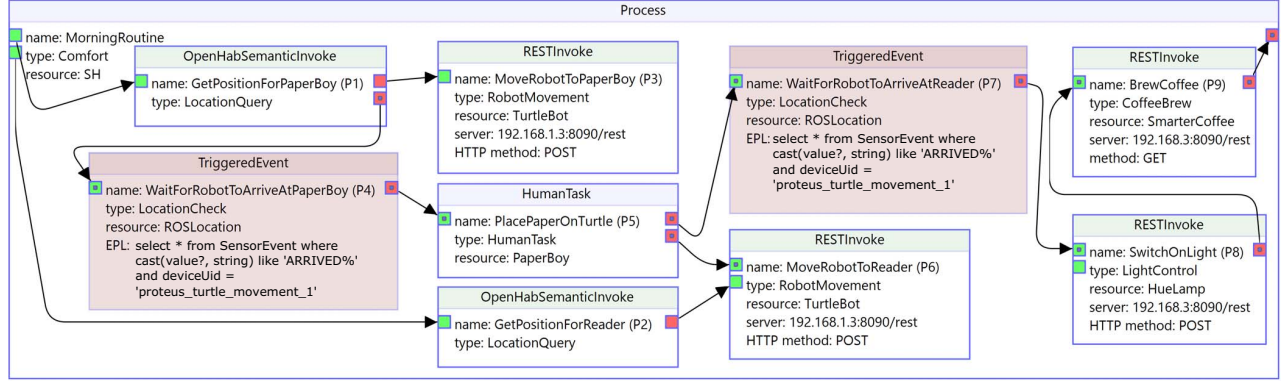 Process
name: MorningRoutine
type: Comfort
resource: SH
OpenHabSemanticInvoke
name: GetPositionForPaperBoy (P1)
type: LocationQuery
RESTInvoke
name: MoveRobotToPaperBoy (P3)
type: RobotMovement
resource: TurtleBot
server: 192.168.1.3:8090/rest
HTTP method: POST
TriggeredEvent
name: WaitForRobotToArriveAtReader (P7)
type: LocationCheck
resource: ROSLocation
EPL: select * from SensorEvent where
cast(value?, string) like 'ARRIVED%'
and deviceUid =
'proteus_turtle_movement_1'
RESTInvoke
name: BrewCoffee (P9)
type: CoffeeBrew
resource: SmarterCoffee
server: 192.168.3:8090/rest
method: GET
TriggeredEvent
name: WaitForRobotToArriveAtPaperBoy (P4)
type: LocationCheck
resource: ROSLocation
EPL: select * from SensorEvent where
cast(value?, string) like 'ARRIVED%'
and deviceUid =
'proteus_turtle_movement_1'
HumanTask
name: PlacePaperOnTurtle (P5)
type: HumanTask
resource: PaperBoy
RESTInvoke
name: MoveRobotToReader (P6)
type: RobotMovement
resource: TurtleBot
server: 192.168.1.3:8090/rest
HTTP method: POST
RESTInvoke
name: SwitchOnLight (P8)
type: LightControl
resource: HueLamp
server: 192.168.3:8090/rest
HTTP method: POST
OpenHabSemanticInvoke
name: GetPositionForReader (P2)
type: LocationQuery